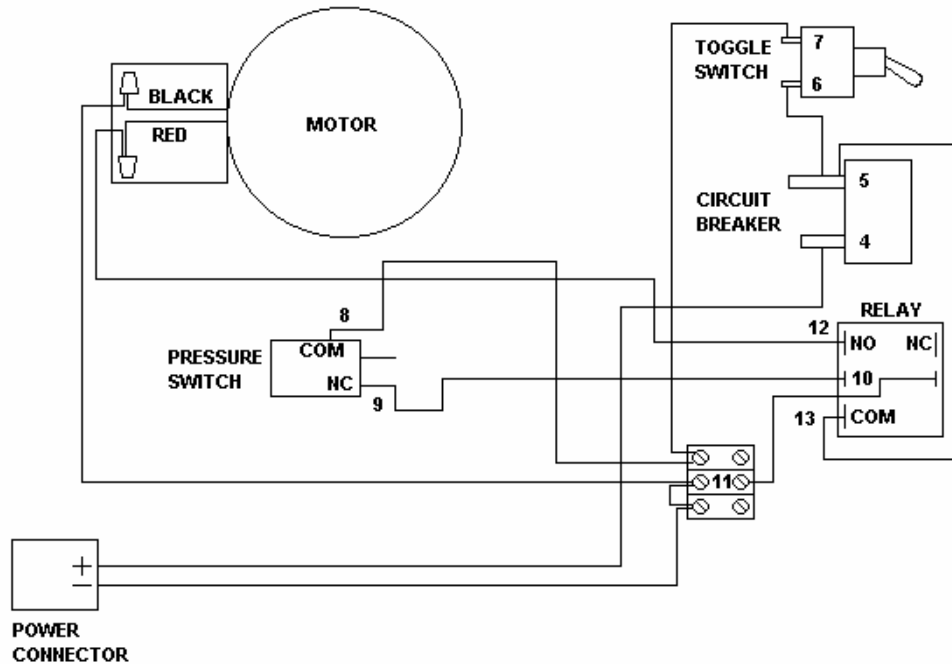 7
TOGGLE
SWITCH
6
BLACK
RED
MOTOR
5
CIRCUIT
BREAKER
4
RELAY
8
12
NO NC
COM
PRESSURE
SWITCH
NC
10
9
13
COM
11
+
−
POWER
CONNECTOR